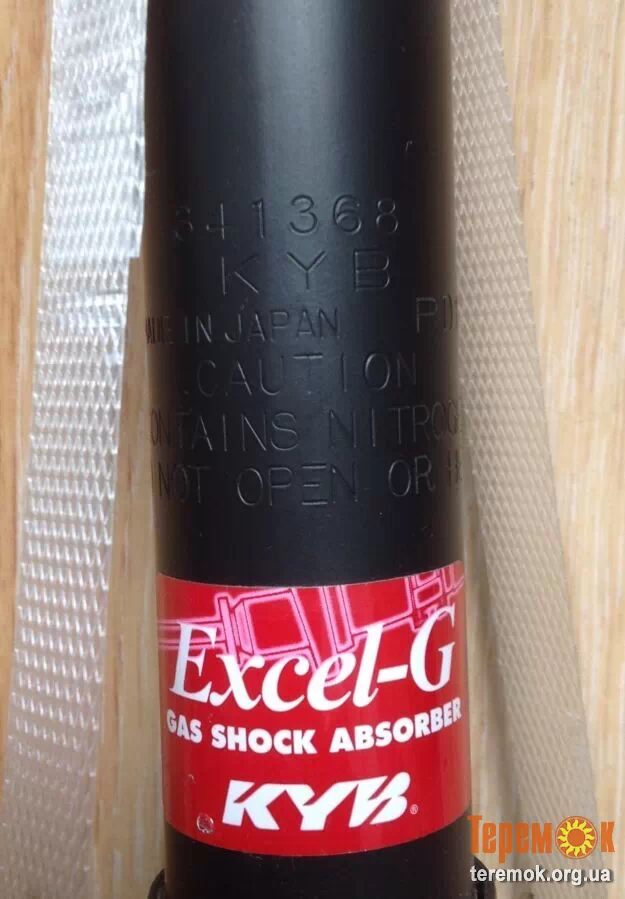 341368
KYB
MADE IN JAPAN
CAUTION
CONTAINS NITROGE
NOT OPEN OR
Excel-G
GAS SHOCK ABSORBER
KYB®
Теремок
teremok.org.ua